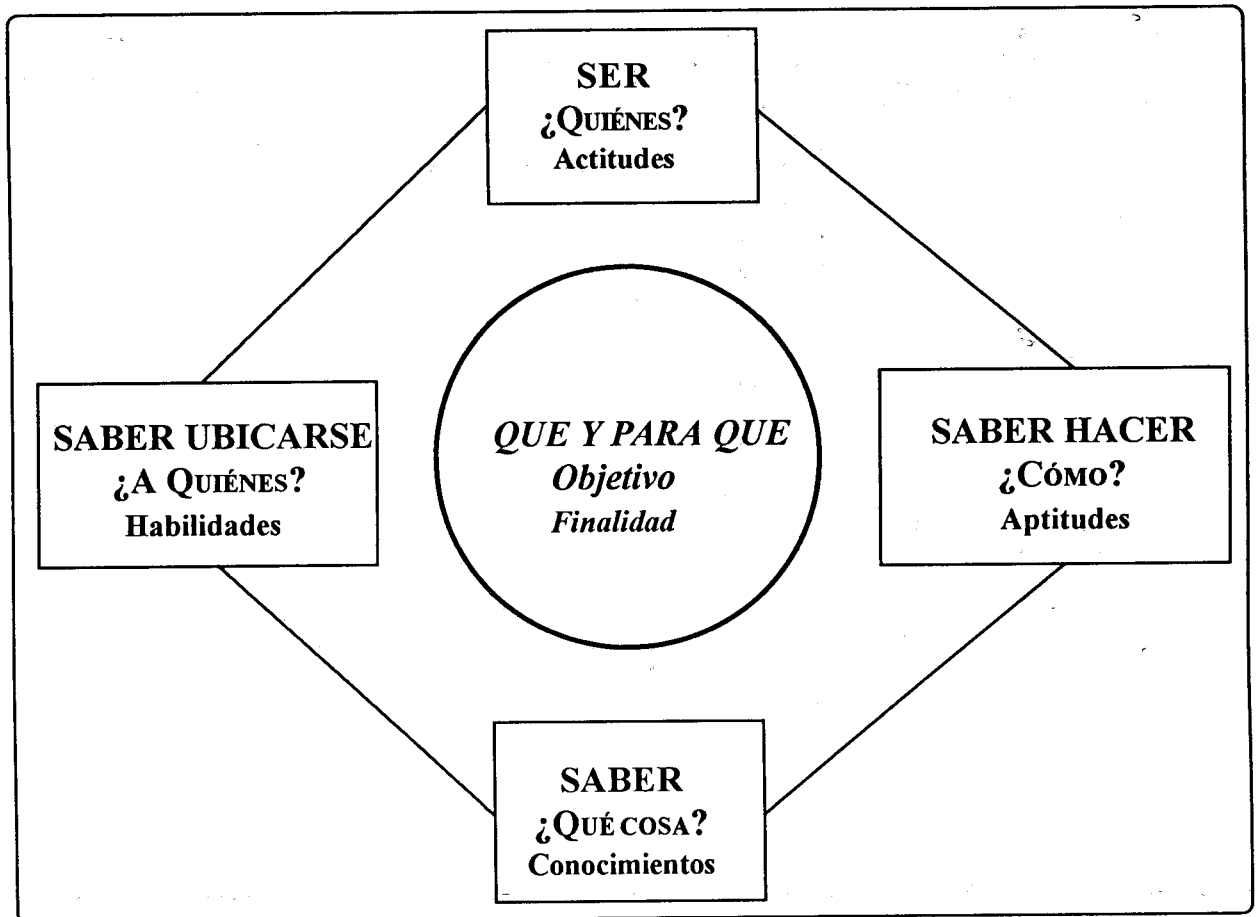 SER
¿QUIÉNES?
Actitudes
SABER UBICARSE
¿A QUIÉNES?
Habilidades
QUE Y PARA QUE
Objetivo
Finalidad
SABER HACER
¿CÓMO?
Aptitudes
SABER
¿QUÉ COSA?
Conocimientos